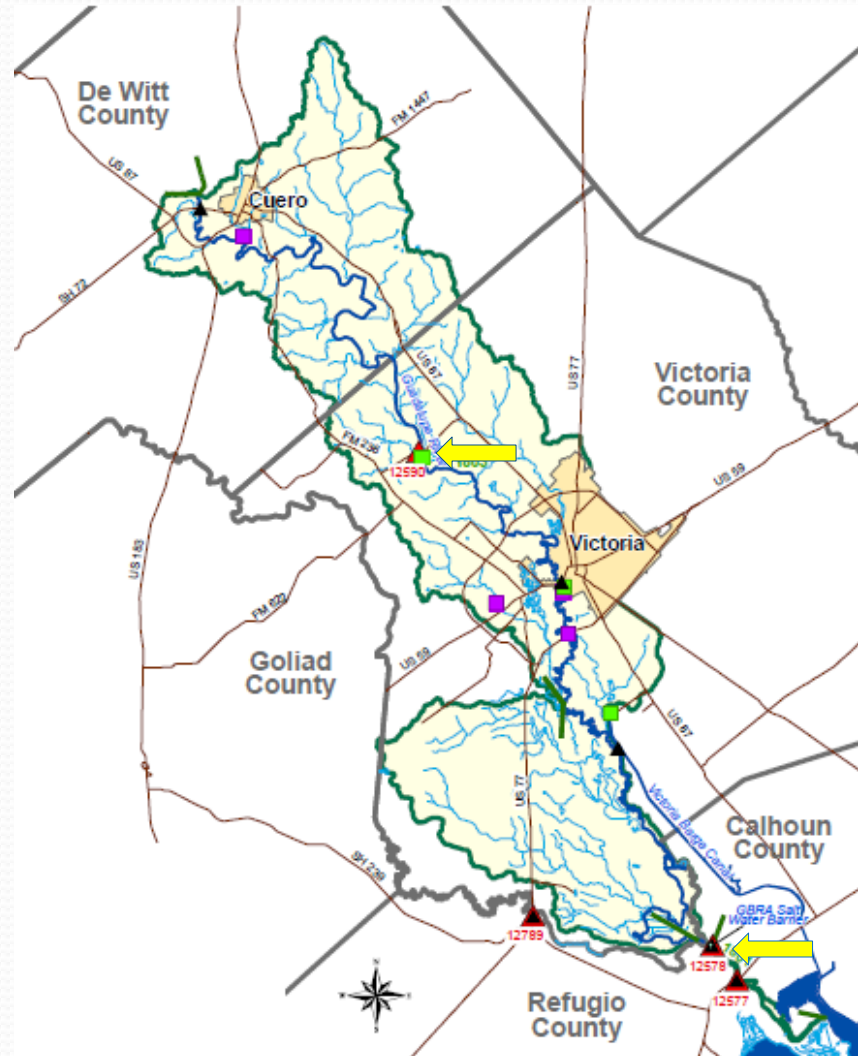 De Witt
County
FM 1447
US 87
Cuero
SH 72
US 87
US 77
Victoria
County
Guadalupe
FM 236
12590
US 59
Victoria
US 183
FM 622
Goliad
County
US 59
US 87
US 77
Victoria Barge Canal
Calhoun
County
SH 239
GBRA Salt
Water Barrier
12789
12578
12577
Refugio
County
N
E
S
W